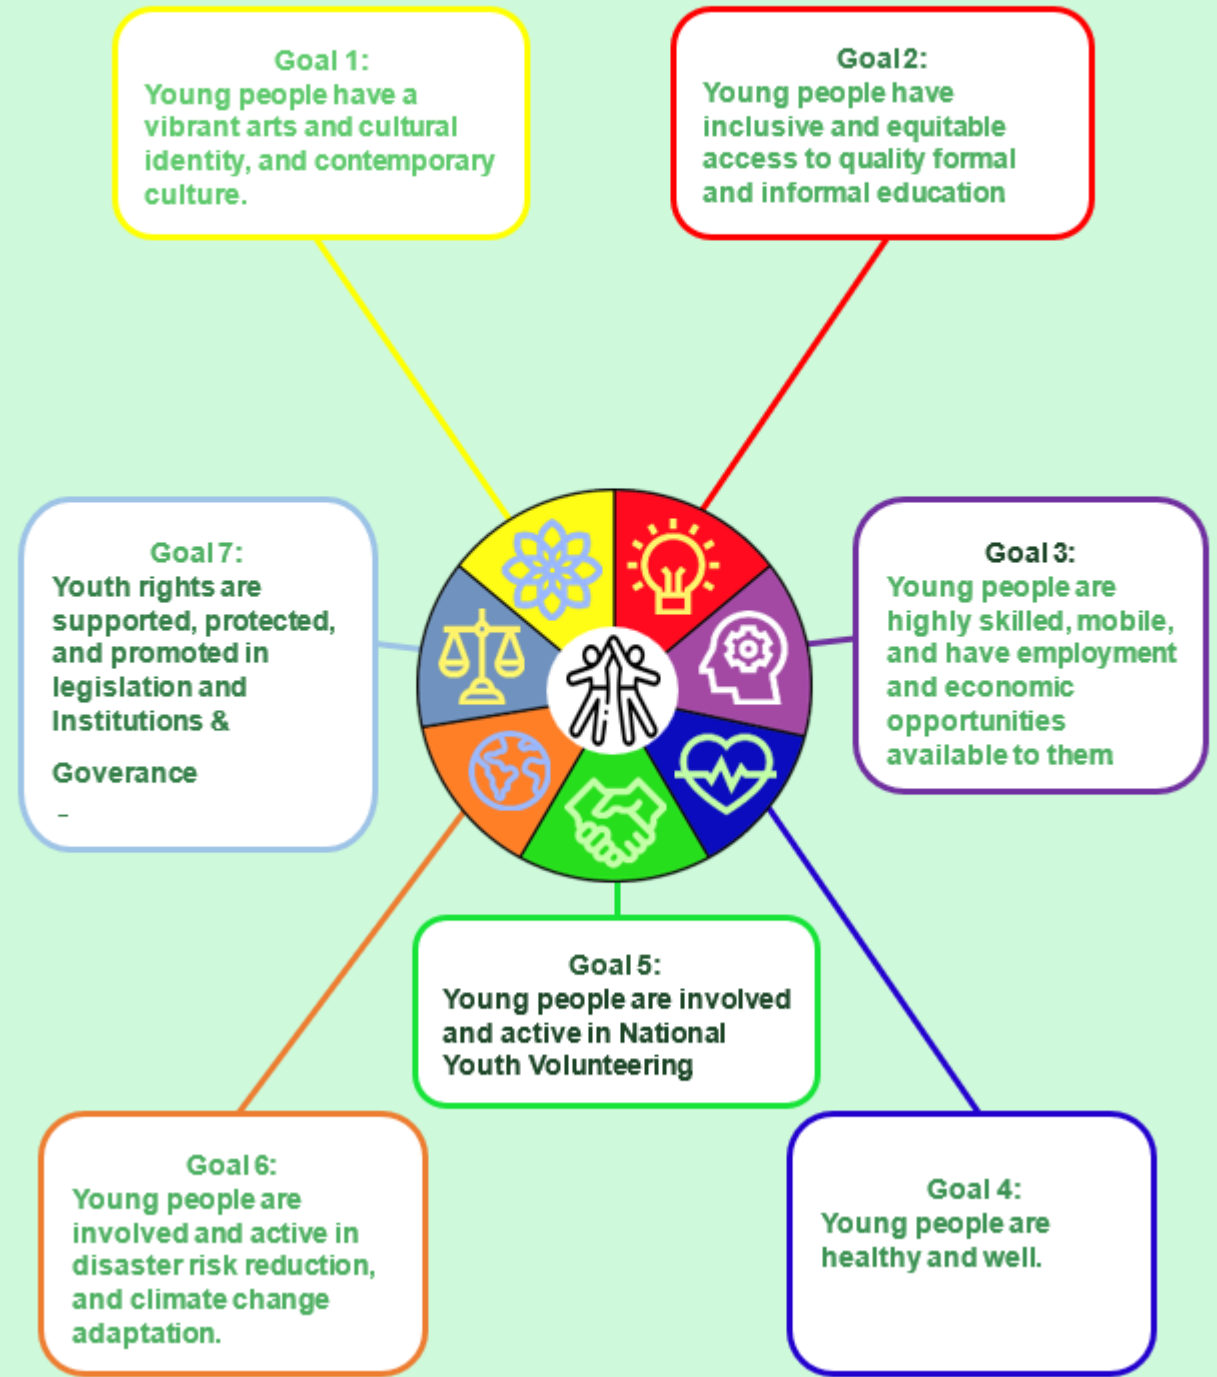 Goal 1:
Young people have a
vibrant arts and cultural
identity, and contemporary
culture.
Goal 2:
Young people have
inclusive and equitable
access to quality formal
and informal education
Goal 7:
Youth rights are
supported, protected,
and promoted in
legislation and
Institutions &
Goverance
–
Goal 3:
Young people are
highly skilled, mobile,
and have employment
and economic
opportunities
available to them
Goal 5:
Young people are involved
and active in National
Youth Volunteering
Goal 6:
Young people are
involved and active in
disaster risk reduction,
and climate change
adaptation.
Goal 4:
Young people are
healthy and well.